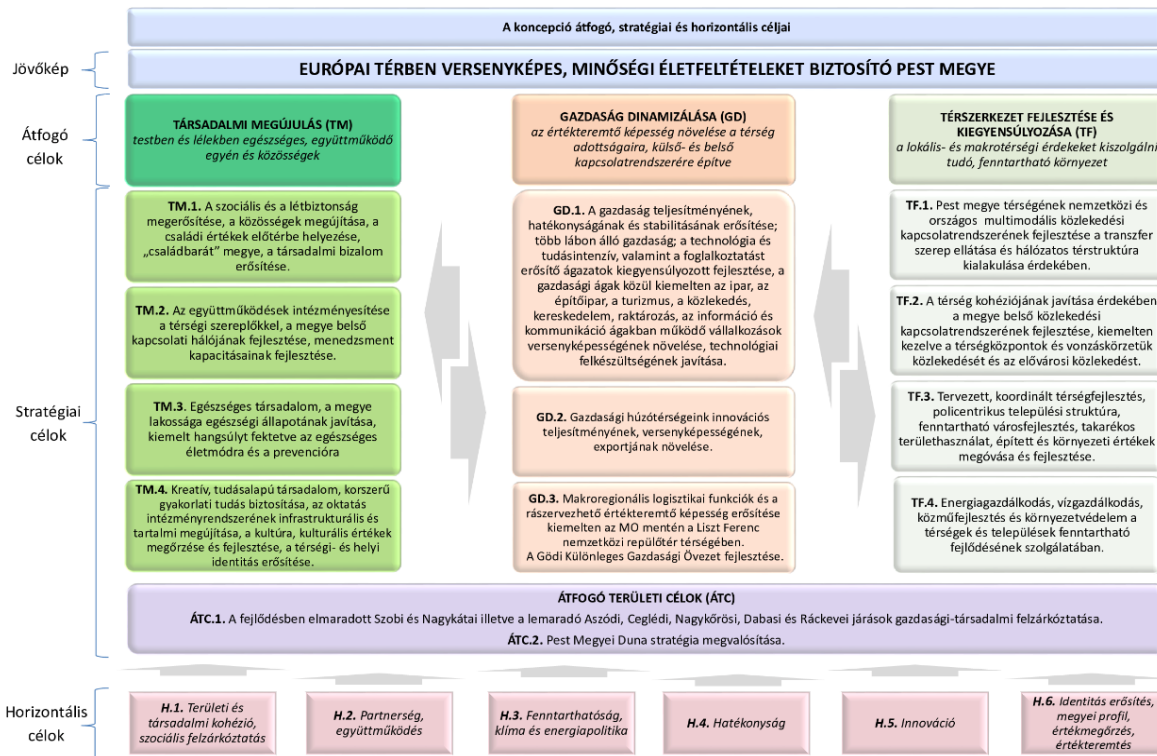 A koncepció átfogó, stratégiai és horizontális céljai
Jövőkép
EURÓPAI TÉRBEN VERSENYKÉPES, MINŐSÉGI ÉLETFELTÉTELEKET BIZTOSÍTÓ PEST MEGYE
Átfogó
célok
TÁRSADALMI MEGÚJULÁS (TM)
testben és lélekben egészséges, együttműködő
egyén és közösségek
GAZDASÁG DINAMIZÁLÁSA (GD)
az értékteremtő képesség növelése a térség
adottságaira, külső- és belső
kapcsolatrendszerére építve
TÉRSZERKEZET FEJLESZTÉSE ÉS
KIEGYENSÚLYOZÁSA (TF)
a lokális- és makrotérségi érdekeket kiszolgálni
tudó, fenntartható környezet
Stratégiai
célok
TM.1. A szociális és a létbiztonság
megerősítése, a közösségek megújítása, a
családi értékek előtérbe helyezése,
„családbarát” megye, a társadalmi bizalom
erősítése.
TM.2. Az együttműködések intézményesítése
a térségi szereplőkkel, a megye belső
kapcsolati hálójának fejlesztése, menedzsment
kapacitásainak fejlesztése.
TM.3. Egészséges társadalom, a megye
lakossága egészségi állapotának javítása,
kiemelt hangsúlyt fektetve az egészséges
életmódra és a prevencióra
TM.4. Kreatív, tudásalapú társadalom, korszerű
gyakorlati tudás biztosítása, az oktatás
intézményrendszerének infrastrukturális és
tartalmi megújítása, a kultúra, kulturális értékek
megőrzése és fejlesztése, a térségi- és helyi
identitás erősítése.
GD.1. A gazdaság teljesítményének,
hatékonyságának és stabilitásának erősítése;
több lábon álló gazdaság; a technológia és
tudásintenzív, valamint a foglalkoztatást
erősítő ágazatok kiegyensúlyozott fejlesztése, a
gazdasági ágak közül kiemelten az ipar, az
építőipar, a turizmus, a közlekedés,
kereskedelem, raktározás, az információ és
kommunikáció ágakban működő vállalkozások
versenyképességének növelése, technológiai
felkészültségének javítása.
GD.2. Gazdasági húzótérségeink innovációs
teljesítményének, versenyképességének,
exportjának növelése.
GD.3. Makroregionális logisztikai funkciók és a
rászervezhető értékteremtő képesség erősítése
kiemelten az MO mentén a Liszt Ferenc
nemzetközi repülőtér térségében.
A Gödi Különleges Gazdasági Övezet fejlesztése.
TF.1. Pest megye térségének nemzetközi és
országos multimodális közlekedési
kapcsolatrendszerének fejlesztése a transzfer
szerep ellátása és hálózatos térstruktúra
kialakulása érdekében.
TF.2. A térség kohéziójának javítása érdekében
a megye belső közlekedési
kapcsolatrendszerének fejlesztése, kiemelten
kezelve a térségközpontok és vonzáskörzetük
közlekedését és az elővárosi közlekedést.
TF.3. Tervezett, koordinált térségfejlesztés,
policentrikus települési struktúra,
fenntartható városfejlesztés, takarékos
területhasználat, épített és környezeti értékek
megóvása és fejlesztése.
TF.4. Energiagazdálkodás, vízgazdálkodás,
közműfejlesztés és környezetvédelem a
térségek és települések fenntartható
fejlődésének szolgálatában.
ÁTFOGÓ TERÜLETI CÉLOK (ÁTC)
ÁTC.1. A fejlődésben elmaradott Szobi és Nagykátai illetve a lemaradó Aszódi, Ceglédi, Nagykőrösi, Dabasi és Ráckevei járások gazdasági-társadalmi felzárkóztatása.
ÁTC.2. Pest Megyei Duna stratégia megvalósítása.
Horizontális
célok
H.1. Területi és
társadalmi kohézió,
szociális felzárkóztatás
H.2. Partnerség,
együttműködés
H.3. Fenntarthatóság,
klíma és energiapolitika
H.4. Hatékonyság
H.5. Innováció
H.6. Identitás erősítés,
megyei profil,
értékmegőrzés,
értékteremtés